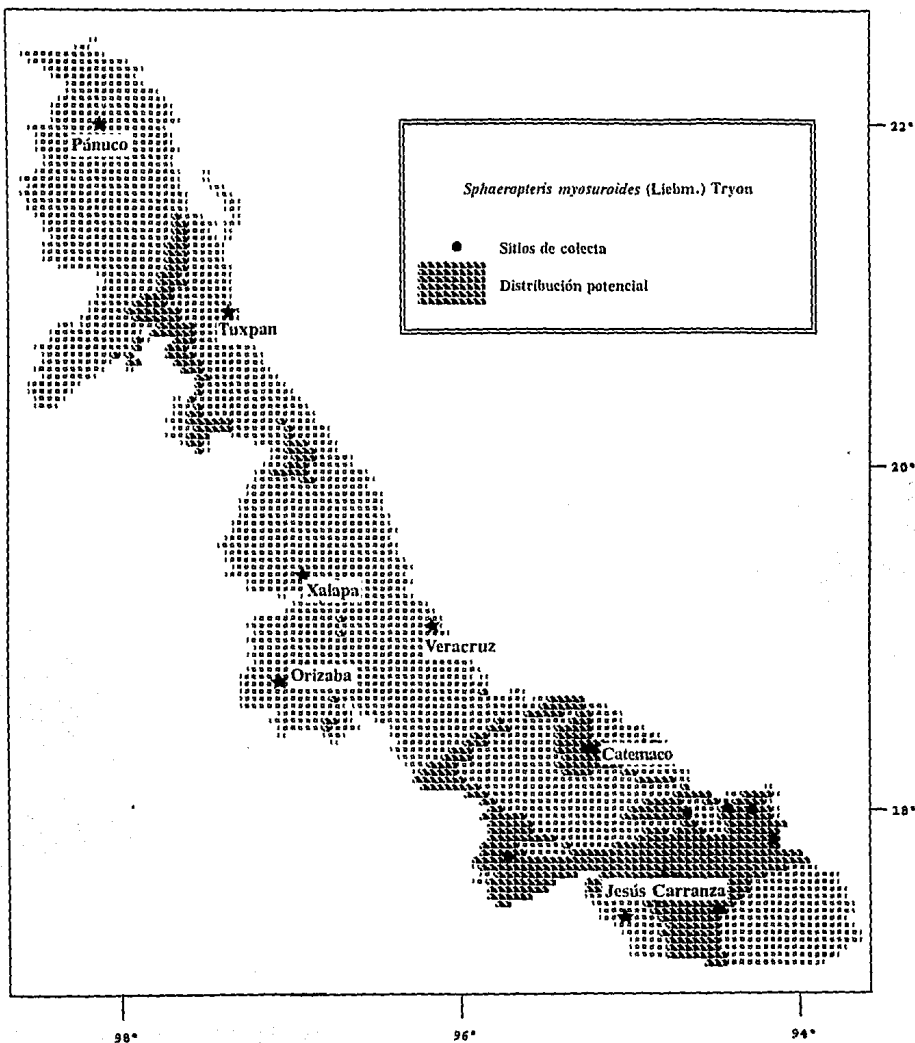 22°
Pánuco
Sphaeropteris myosuroides (Liebm.) Tryon
Sitios de colecta
Distribución potencial
Tuxpan
20°
Xalapa
Veracruz
Orizaba
Catemaco
18°
Jesús Carranza
98°
96°
94°